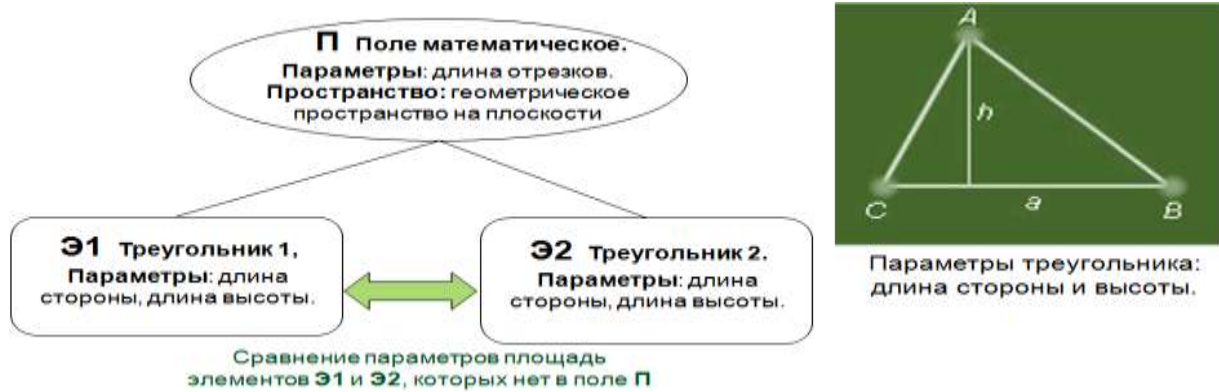 П Поле математическое.
Параметры: длина отрезков.
Пространство: геометрическое
пространство на плоскости
Э1 Треугольник 1,
Параметры: длина
стороны, длина высоты.
Э2 Треугольник 2.
Параметры: длина
стороны, длина высоты.
Сравнение параметров площадь
элементов Э1 и Э2, которых нет в поле П
A
h
C
a
B
Параметры треугольника:
длина стороны и высоты.